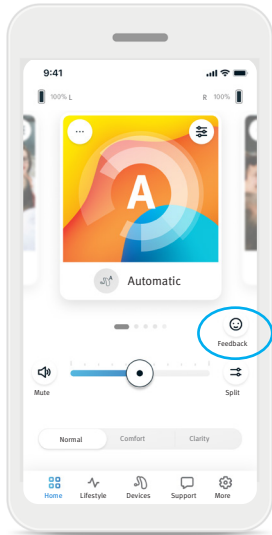 9:41
100% L
R 100%
A
Automatic
Feedback
Mute
Split
Normal Comfort Clarity
Home Lifestyle Devices Support More